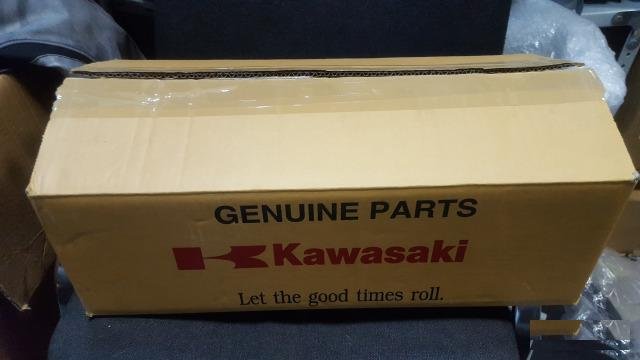 GENUINE PARTS
Kawasaki
Let the good times roll.